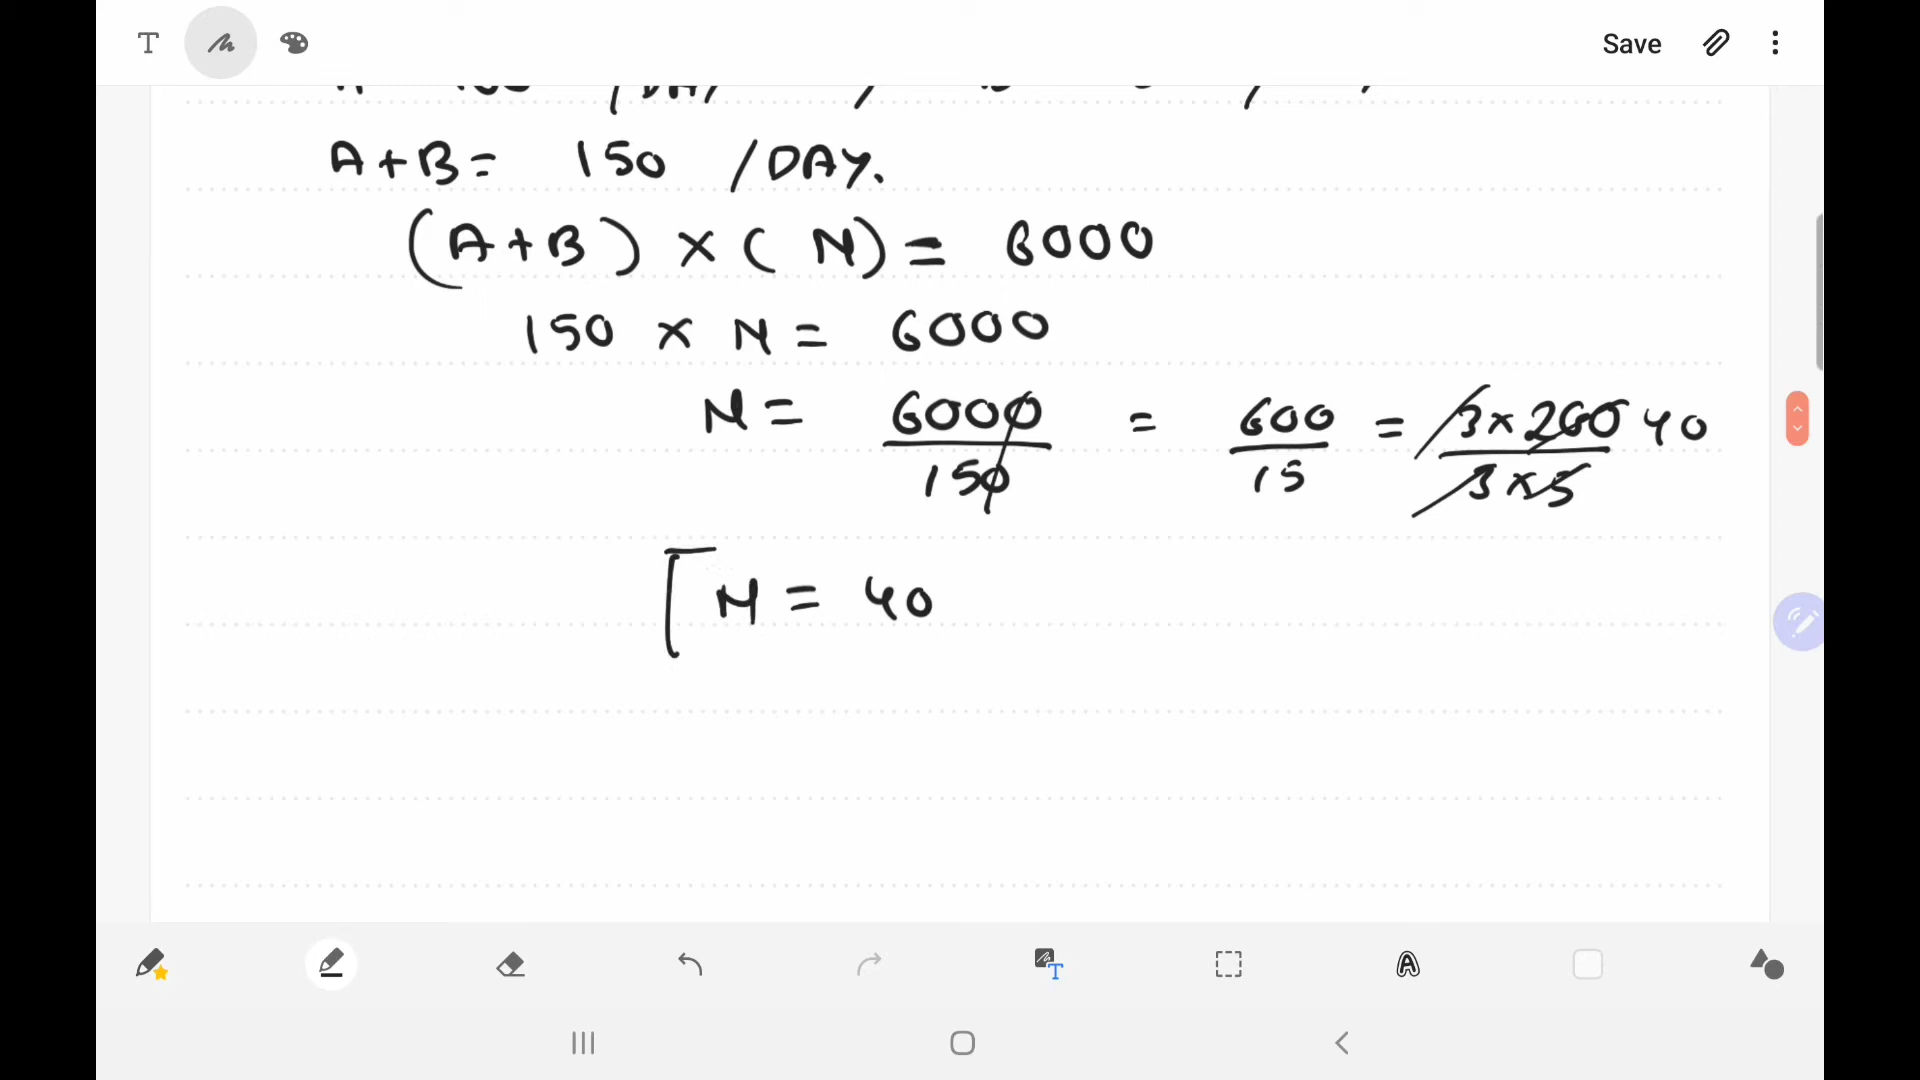 T Save
A+B= 150 /DAY.
(A+B) × ( N) = 6000
150 × N = 6000
N = 6000/150 = 600/15 = 3×200/3×5 40
N = 40